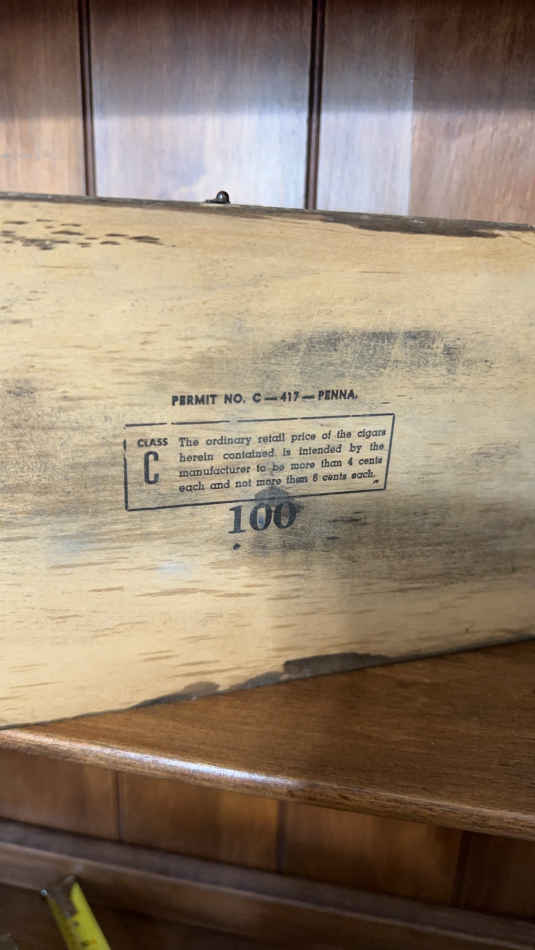 PERMIT NO. C — 417 — PENNA.
CLASS
C
The ordinary retail price of the cigars
herein contained is intended by the
manufacturer to be more than 4 cents
each and not more than 6 cents each.
100